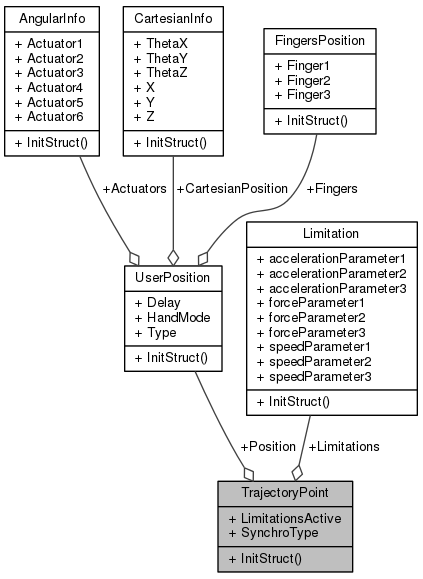 AngularInfo
+ Actuator1
+ Actuator2
+ Actuator3
+ Actuator4
+ Actuator5
+ Actuator6
+ InitStruct()
CartesianInfo
+ ThetaX
+ ThetaY
+ ThetaZ
+ X
+ Y
+ Z
+ InitStruct()
FingersPosition
+ Finger1
+ Finger2
+ Finger3
+ InitStruct()
+Actuators
+CartesianPosition
+Fingers
UserPosition
+ Delay
+ HandMode
+ Type
+ InitStruct()
Limitation
+ accelerationParameter1
+ accelerationParameter2
+ accelerationParameter3
+ forceParameter1
+ forceParameter2
+ forceParameter3
+ speedParameter1
+ speedParameter2
+ speedParameter3
+ InitStruct()
+Position
+Limitations
TrajectoryPoint
+ LimitationsActive
+ SynchroType
+ InitStruct()